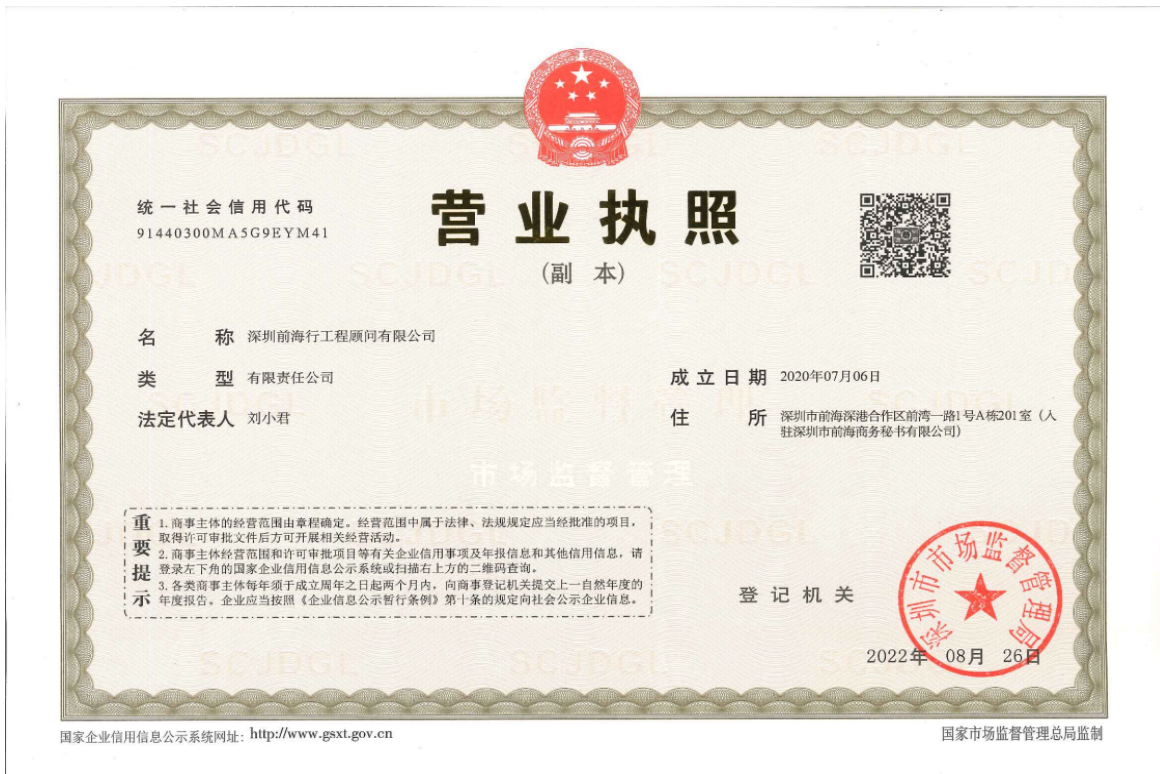 统一社会信用代码
91440300MA5G9EYM41
营业执照
(副 本)
名 称 深圳前海行工程顾问有限公司
类 型 有限责任公司
法定代表人 刘小君
成立日期 2020年07月06日
住 所 深圳市前海深港合作区前湾一路1号A栋201室(入
驻深圳市前海商务秘书有限公司)
市场监督管理
重要提示
1.商事主体的经营范围由章程确定。经营范围中属于法律、法规规定应当经批准的项目,
取得许可审批文件后方可开展相关经营活动。
2.商事主体经营范围和许可审批项目等有关企业信用事项及年报信息和其他信用信息,请
登录左下角的国家企业信用信息公示系统或扫描右上方的二维码查询。
3.各类商事主体每年须于成立周年之日起两个月内,向商事登记机关提交上一自然年度的
年度报告。企业应当按照《企业信息公示暂行条例》第十条的规定向社会公示企业信息。
登记机关
深圳市市场监督管理局
2022年 08月 26日
国家企业信用信息公示系统网址:http://www.gsxt.gov.cn
国家市场监督管理总局监制
SCJDGL